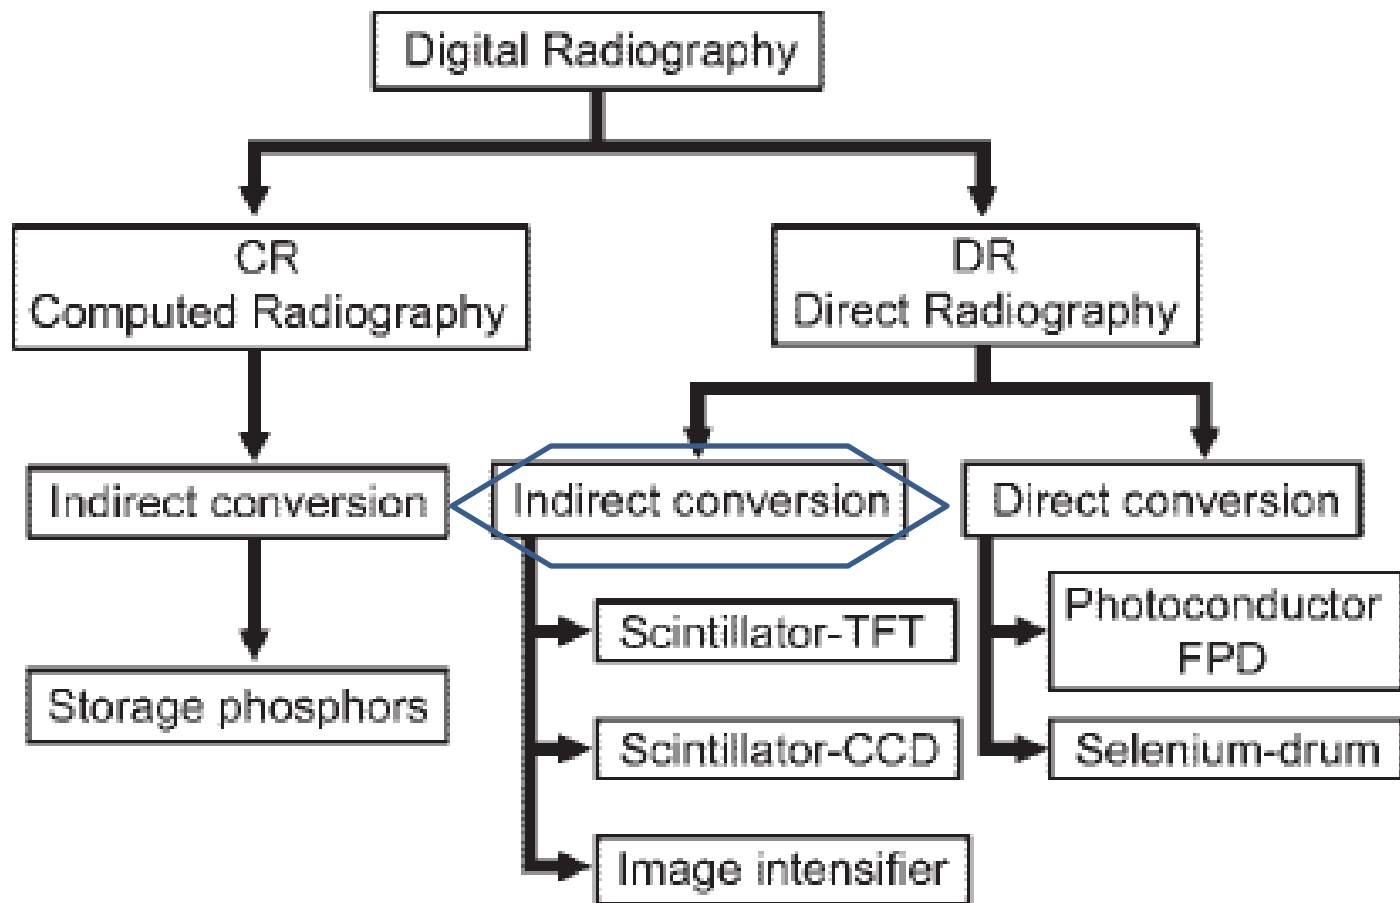 Digital Radiography
CR
Computed Radiography
DR
Direct Radiography
Indirect conversion
Indirect conversion
Direct conversion
Storage phosphors
Scintillator-TFT
Scintillator-CCD
Image intensifier
Photoconductor
FPD
Selenium-drum